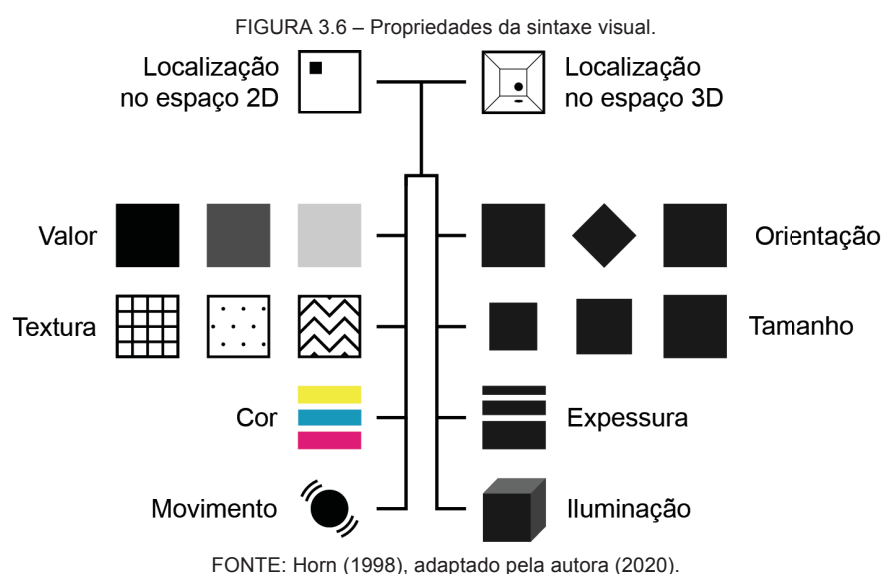 FIGURA 3.6 – Propriedades da sintaxe visual.
Localização
no espaço 2D
Localização
no espaço 3D
Valor
Orientação
Textura
Tamanho
Cor
Expessura
Movimento
Iluminação
FONTE: Horn (1998), adaptado pela autora (2020).